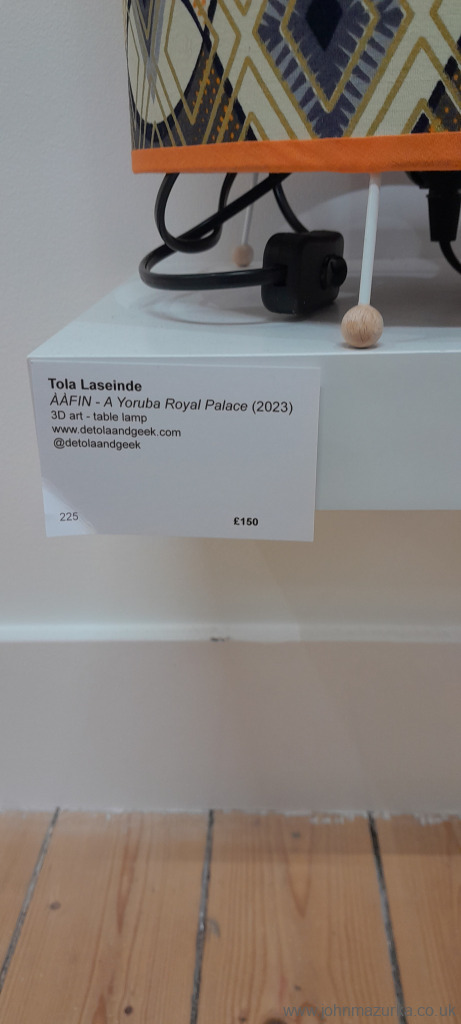 Tola Laseinde
ÀÀFIN - A Yoruba Royal Palace (2023)
3D art - table lamp
www.detolaandgeek.com
@detolaandgeek
225
£150
www.johnmazurka.co.uk